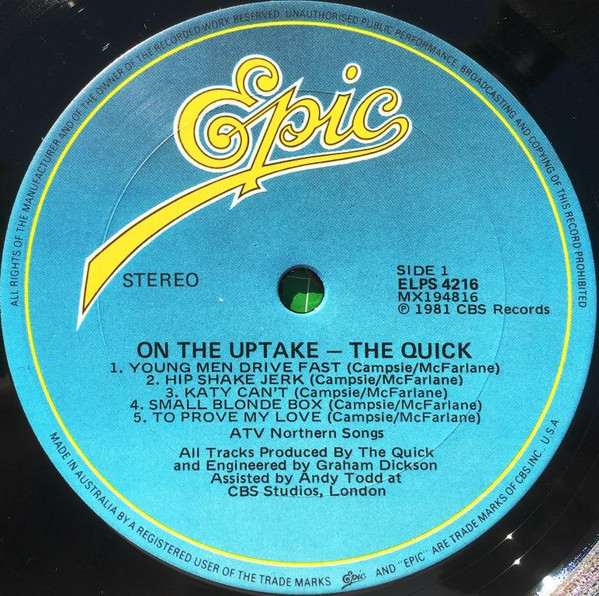 ALL RIGHTS OF THE MANUFACTURER AND OF THE OWNER OF THE RECORDED WORK RESERVED. UNAUTHORISED PUBLIC PERFORMANCE, BROADCASTING AND COPYING OF THIS RECORD PROHIBITED
Epic
STEREO
SIDE 1
ELPS 4216
MX194816
℗ 1981 CBS Records
ON THE UPTAKE – THE QUICK
1. YOUNG MEN DRIVE FAST (Campsie/McFarlane)
2. HIP SHAKE JERK (Campsie/McFarlane)
3. KATY CAN'T (Campsie/McFarlane)
4. SMALL BLONDE BOX (Campsie/McFarlane)
5. TO PROVE MY LOVE (Campsie/McFarlane)
ATV Northern Songs
All Tracks Produced By The Quick
and Engineered by Graham Dickson
Assisted by Andy Todd at
CBS Studios, London
MADE IN AUSTRALIA BY A REGISTERED USER OF THE TRADE MARKS Epic AND "EPIC" ARE TRADE MARKS OF CBS INC., U.S.A